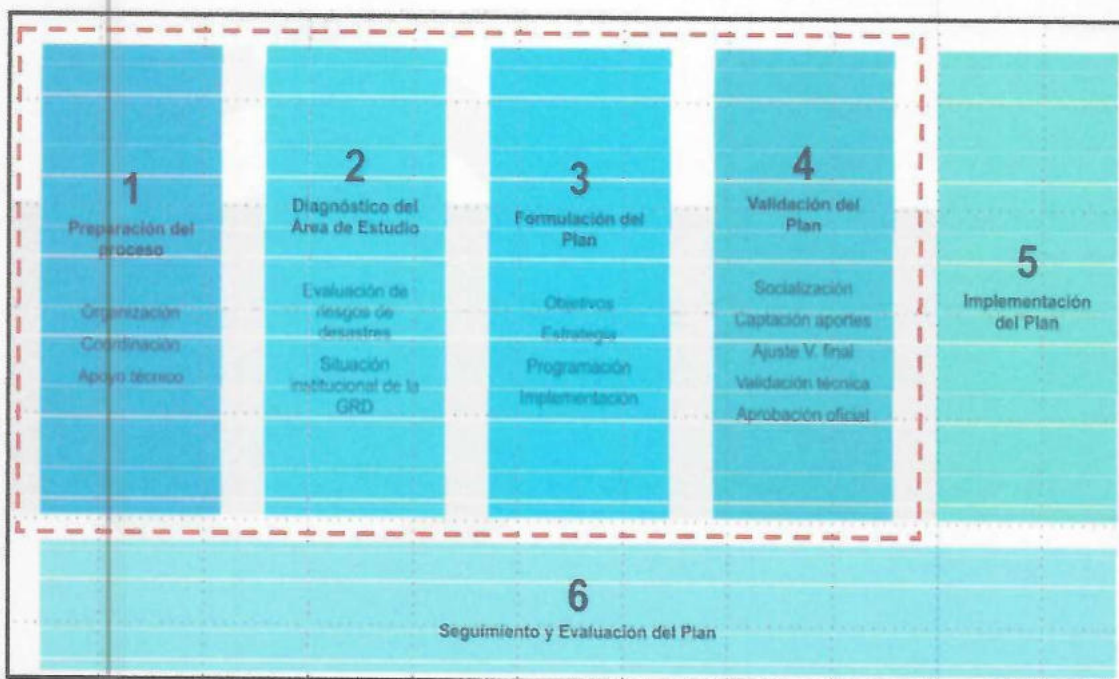 1
Preparación del
proceso
Organización
Coordinación
Apoyo técnico
2
Diagnóstico del
Área de Estudio
Evaluación de
riesgos de
desastres
Situación
institucional de la
GRD
3
Formulación del
Plan
Objetivos
Estrategia
Programación
Implementación
4
Validación del
Plan
Socialización
Captación aportes
Ajuste V. final
Validación técnica
Aprobación oficial
5
Implementación
del Plan
6
Seguimiento y Evaluación del Plan